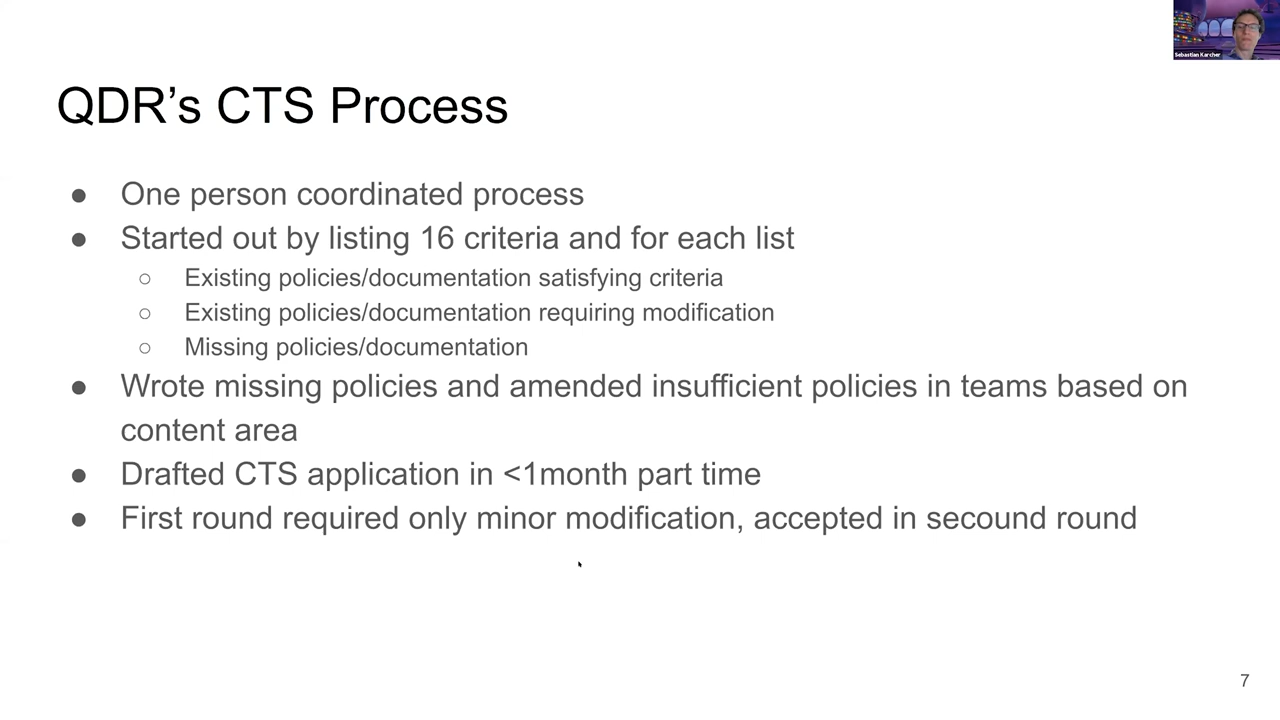 Sebastian Karcher
QDR’s CTS Process
● One person coordinated process
● Started out by listing 16 criteria and for each list
○ Existing policies/documentation satisfying criteria
○ Existing policies/documentation requiring modification
○ Missing policies/documentation
● Wrote missing policies and amended insufficient policies in teams based on
content area
● Drafted CTS application in <1month part time
● First round required only minor modification, accepted in secound round
7